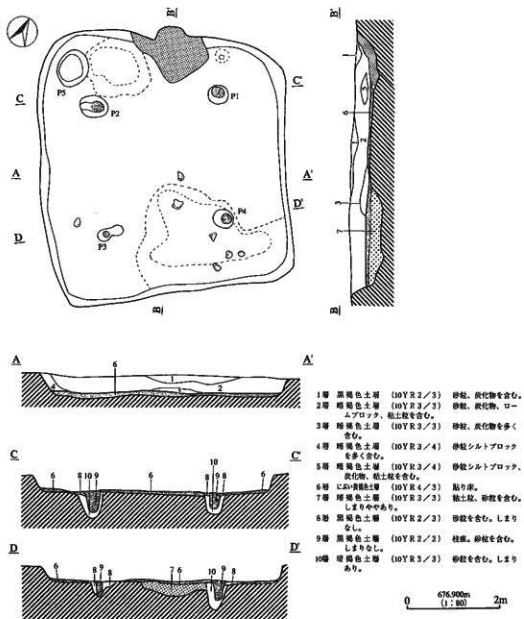 B'
B'
P5
C
P2
P1
C'
A
A'
D'
D
P3
P4
B
B
1
6
2
1
2
3
7
A
6
A'
4
1
2
C
10
C'
6
8 10 9
6
10 9 8
6
D
D'
6
8 9 8
7 6
10 9 8
6
1層 黒褐色土層 (10YR2/3) 砂粒、炭化物を含む。
2層 暗褐色土層 (10YR3/3) 砂粒、炭化物、ロー
ムブロック、粘土粒を含む。
3層 暗褐色土層 (10YR3/3) 砂粒、炭化物を多く
含む。
4層 暗褐色土層 (10YR3/4) 砂粒シルトブロック
を多く含む。
5層 暗褐色土層 (10YR3/4) 砂粒シルトブロック、
炭化物、粘土粒を含む。
6層 にぶい黄褐色土層 (10YR4/3) 貼り床。
7層 暗褐色土層 (10YR3/3) 粘土粒、砂粒を含む。
しまりややあり。
8層 黒褐色土層 (10YR2/3) 砂粒を含む。しまり
なし。
9層 黒褐色土層 (10YR2/2) 柱痕。砂粒を含む。
しまりなし。
10層 暗褐色土層 (10YR3/3) 砂粒を含む。しまり
あり。
676.900m
0 (1:80) 2m